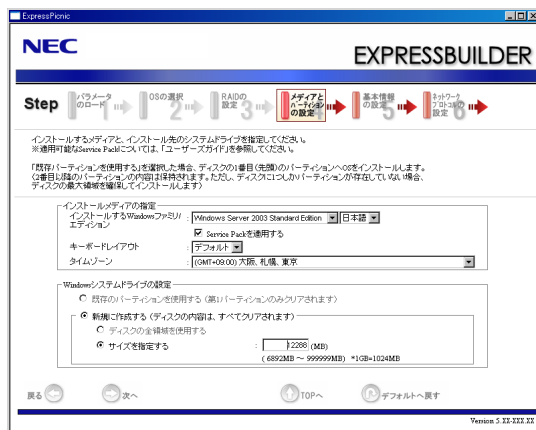 ExpressPicnic
NEC
EXPRESSBUILDER
Step
パラメータのロード 1
OSの選択 2
RAIDの設定 3
メディアとパーティションの設定 4
基本情報の設定 5
ネットワークプロトコルの設定 6
インストールするメディアと、インストール先のシステムドライブを指定してください。
※適用可能なService Packについては、「ユーザーズガイド」を参照してください。
「既存パーティションを使用する」を選択した場合、ディスクの1番目(先頭)のパーティションへOSをインストールします。
(2番目以降のパーティションの内容は保持されます。ただし、ディスクに1つしかパーティションが存在していない場合、
ディスクの最大領域を確保してインストールします)
インストールメディアの指定
インストールするWindowsファミリ/エディション : Windows Server 2003 Standard Edition 日本語
Service Packを適用する
キーボードレイアウト : デフォルト
タイムゾーン : (GMT+09:00) 大阪、札幌、東京
Windowsシステムドライブの設定
既存のパーティションを使用する (第1パーティションのみクリアされます)
新規に作成する (ディスクの内容は、すべてクリアされます)
ディスクの全領域を使用する
サイズを指定する : 12288 (MB)
( 6892MB ～ 999999MB) *1GB=1024MB
戻る
次へ
TOPへ
デフォルトへ戻す
Version 5.XX-XXX.XX